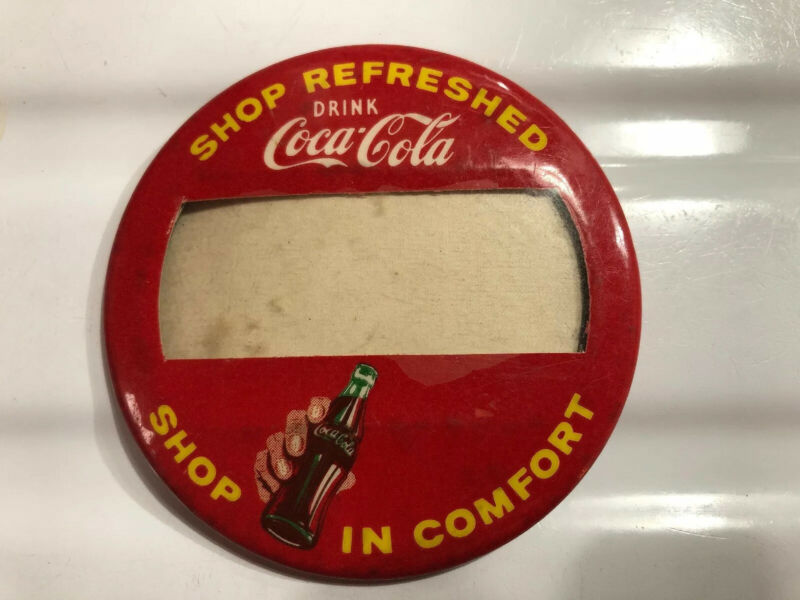 SHOP REFRESHED
DRINK
Coca-Cola
Coca-Cola
SHOP IN COMFORT